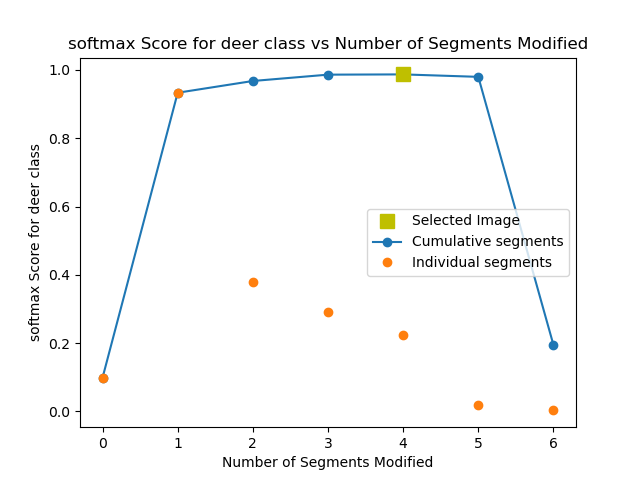 softmax Score for deer class vs Number of Segments Modified
softmax Score for deer class
1.0
0.8
0.6
0.4
0.2
0.0
Selected Image
Cumulative segments
Individual segments
0 1 2 3 4 5 6
Number of Segments Modified